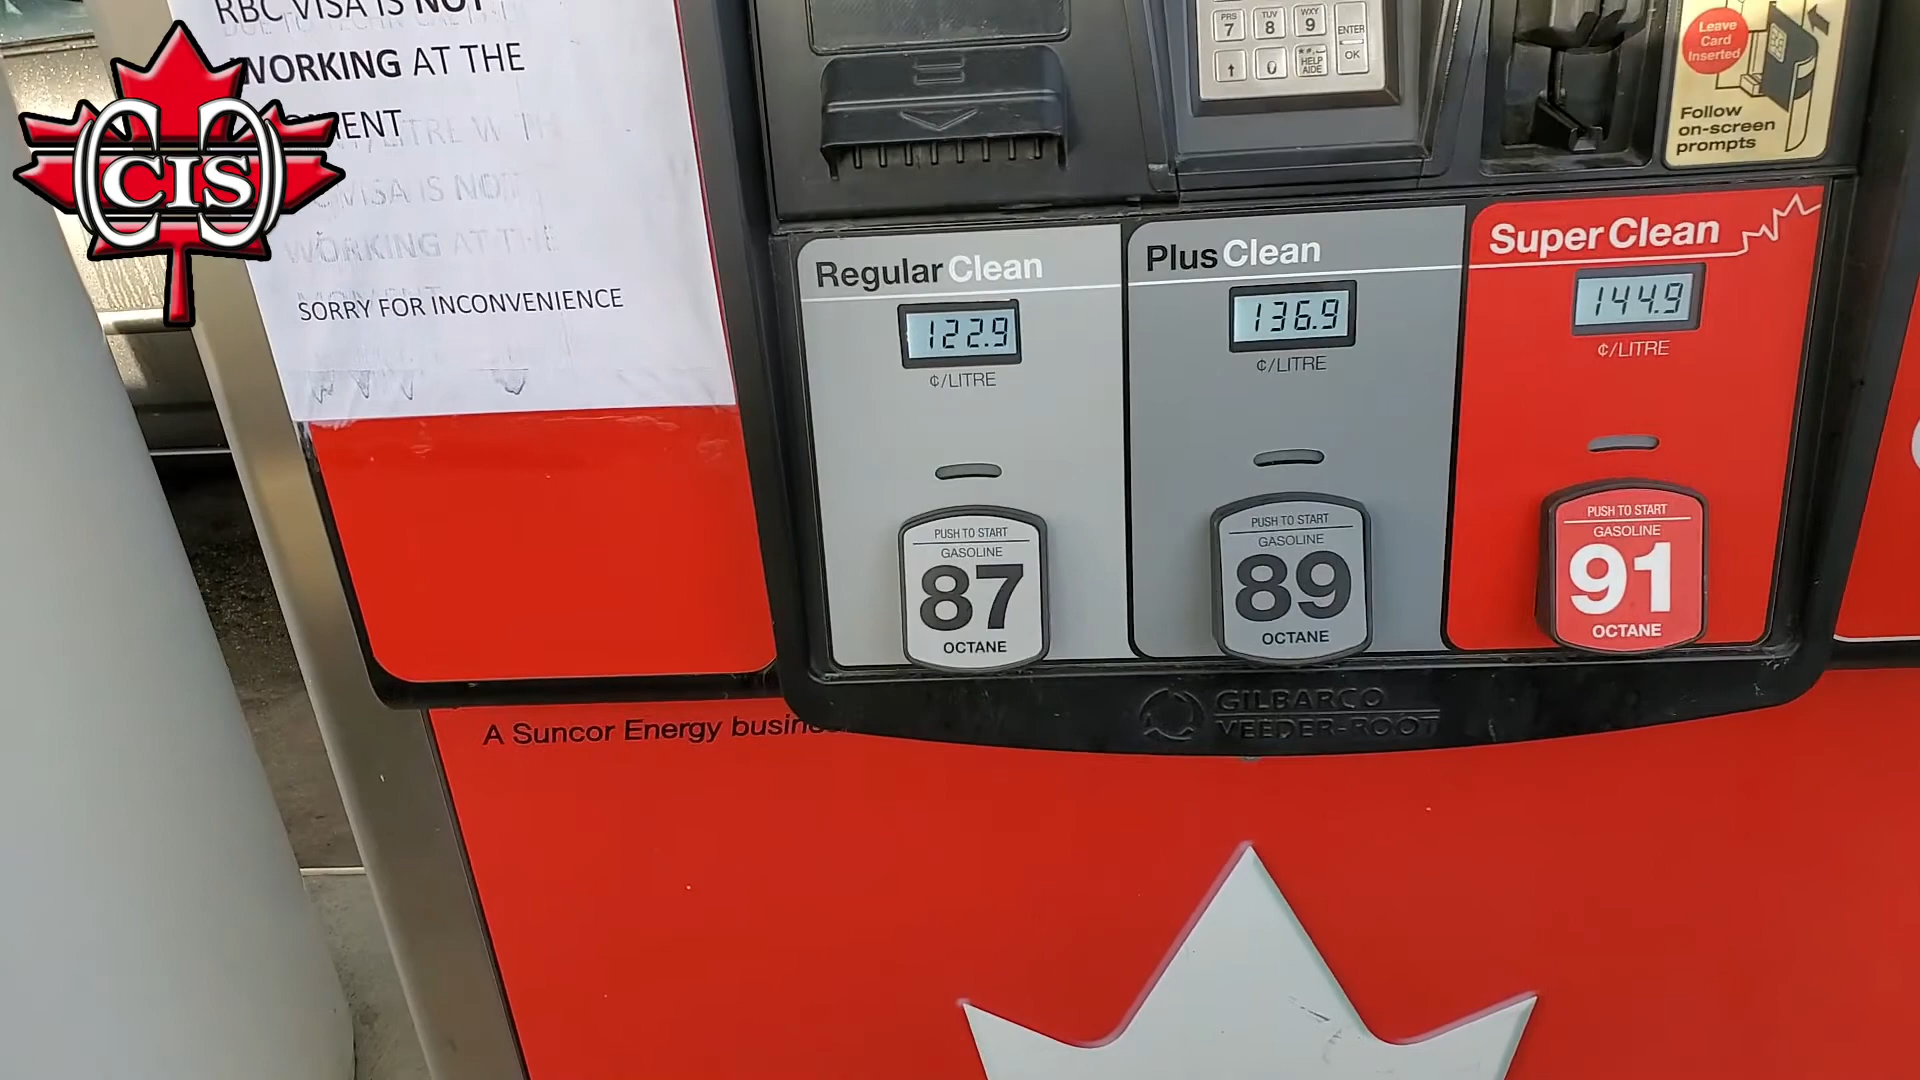 RBC VISA IS NOT
WORKING AT THE
SORRY FOR INCONVENIENCE
CIS
PRS
7
TUV
8
WXY
9
ENTER
0
HELP
AIDE
OK
Leave
Card
Inserted
Follow
on-screen
prompts
Regular Clean
122.9
¢/LITRE
PUSH TO START
GASOLINE
87
OCTANE
Plus Clean
136.9
¢/LITRE
PUSH TO START
GASOLINE
89
OCTANE
Super Clean
144.9
¢/LITRE
PUSH TO START
GASOLINE
91
OCTANE
A Suncor Energy
GILBARCO
VEEDER-ROOT